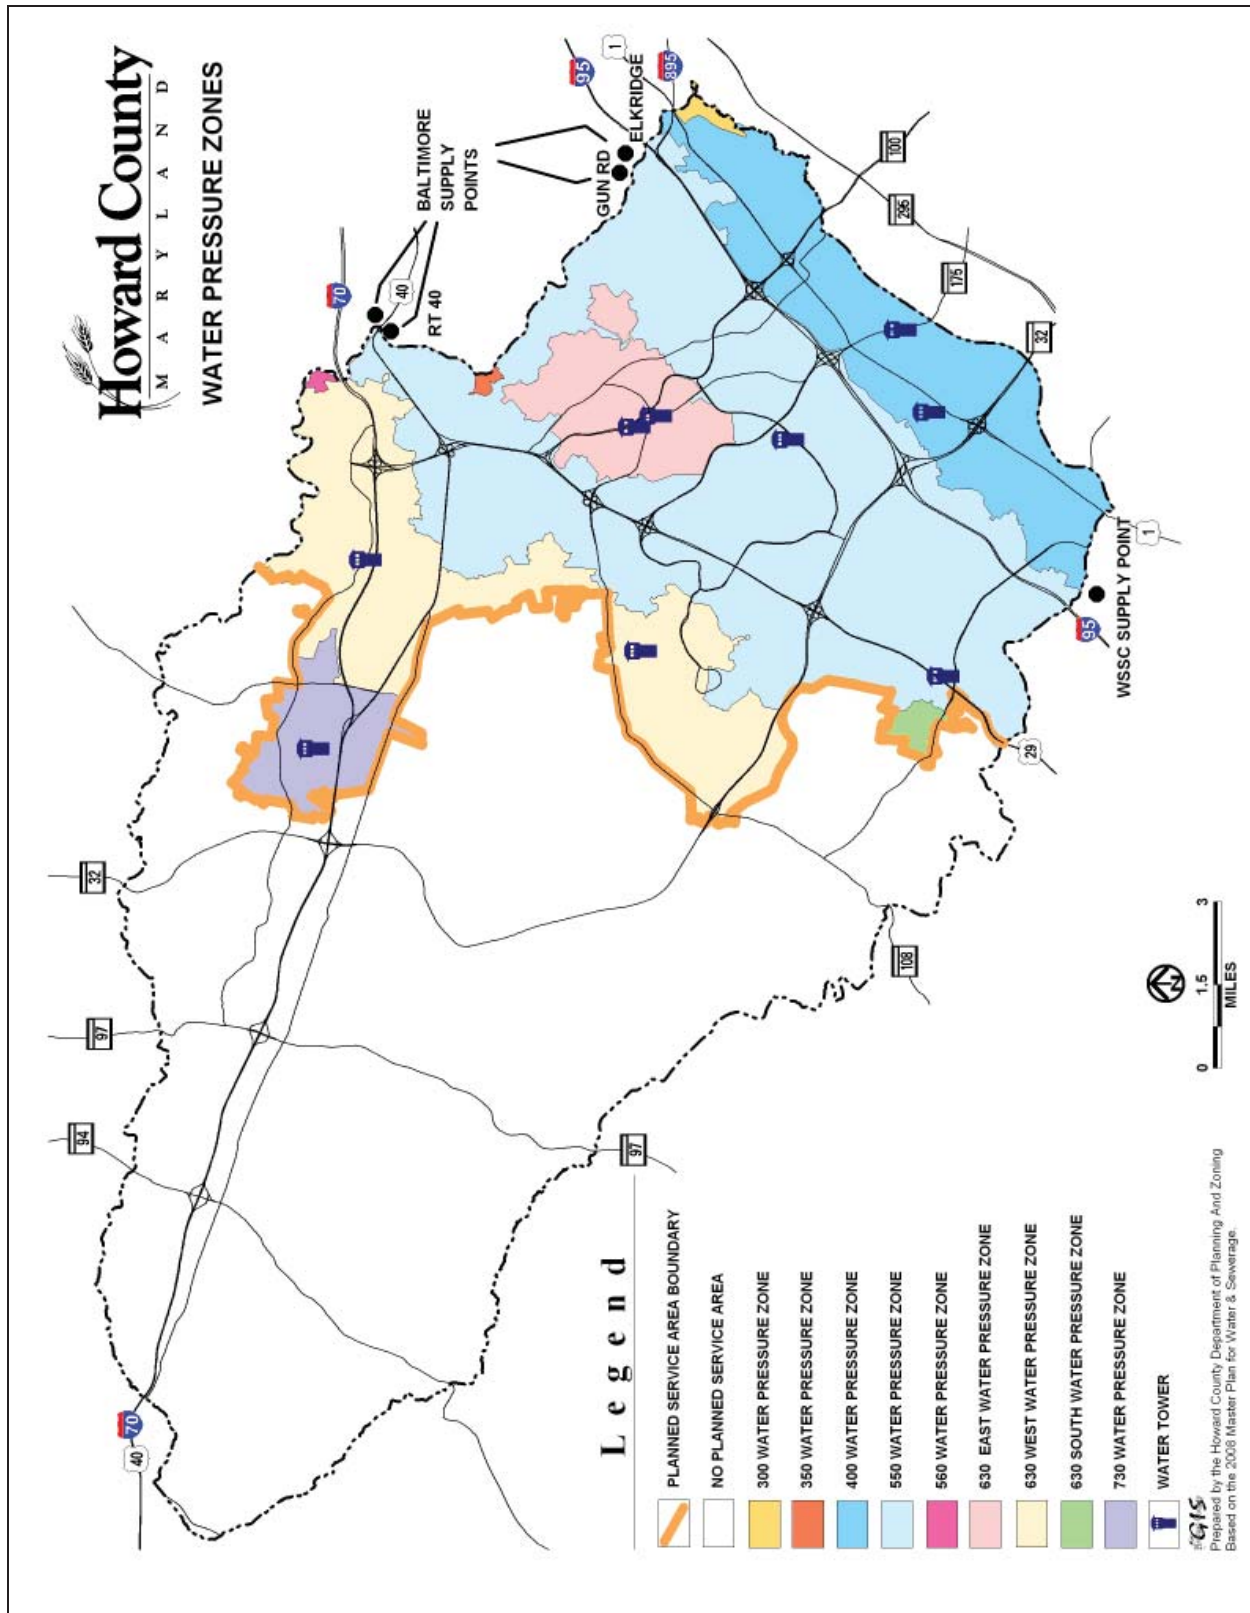 Howard County
MARYLAND
WATER PRESSURE ZONES
BALTIMORE
SUPPLY
POINTS
70
40
RT 40
GUN RD
ELKRIDGE
95
1
895
100
295
175
32
1
WSSC SUPPLY POINT
95
29
108
32
97
94
97
70
40
0
1.5
3
MILES
N
Legend
PLANNED SERVICE AREA BOUNDARY
NO PLANNED SERVICE AREA
300 WATER PRESSURE ZONE
350 WATER PRESSURE ZONE
400 WATER PRESSURE ZONE
550 WATER PRESSURE ZONE
560 WATER PRESSURE ZONE
630 EAST WATER PRESSURE ZONE
630 WEST WATER PRESSURE ZONE
630 SOUTH WATER PRESSURE ZONE
730 WATER PRESSURE ZONE
WATER TOWER
GIS
Prepared by the Howard County Department of Planning And Zoning
Based on the 2008 Master Plan for Water & Sewerage.